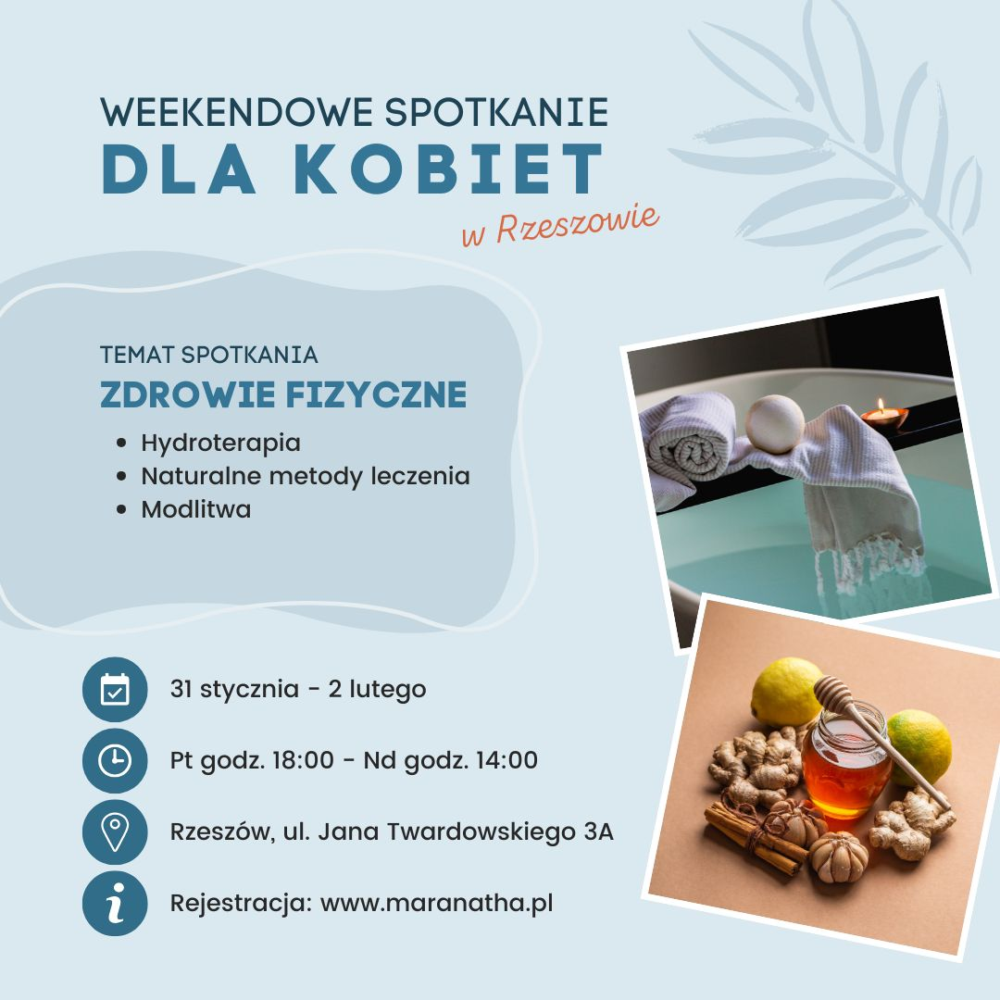 WEEKENDOWE SPOTKANIE
DLA KOBIET
w Rzeszowie
TEMAT SPOTKANIA
ZDROWIE FIZYCZNE
• Hydroterapia
• Naturalne metody leczenia
• Modlitwa
31 stycznia - 2 lutego
Pt godz. 18:00 - Nd godz. 14:00
Rzeszów, ul. Jana Twardowskiego 3A
Rejestracja: www.maranatha.pl